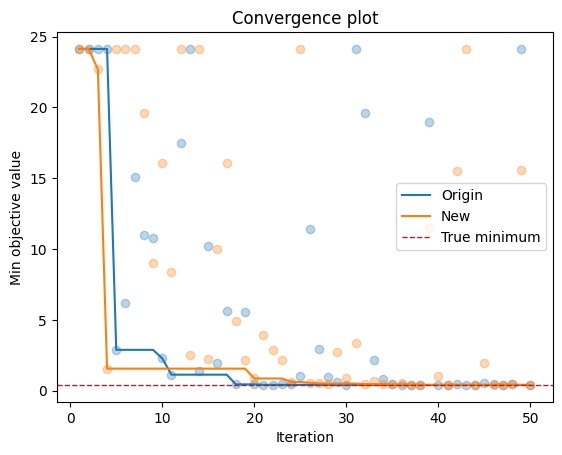 Convergence plot
Min objective value
25
20
15
10
5
0
Origin
New
True minimum
0 10 20 30 40 50
Iteration